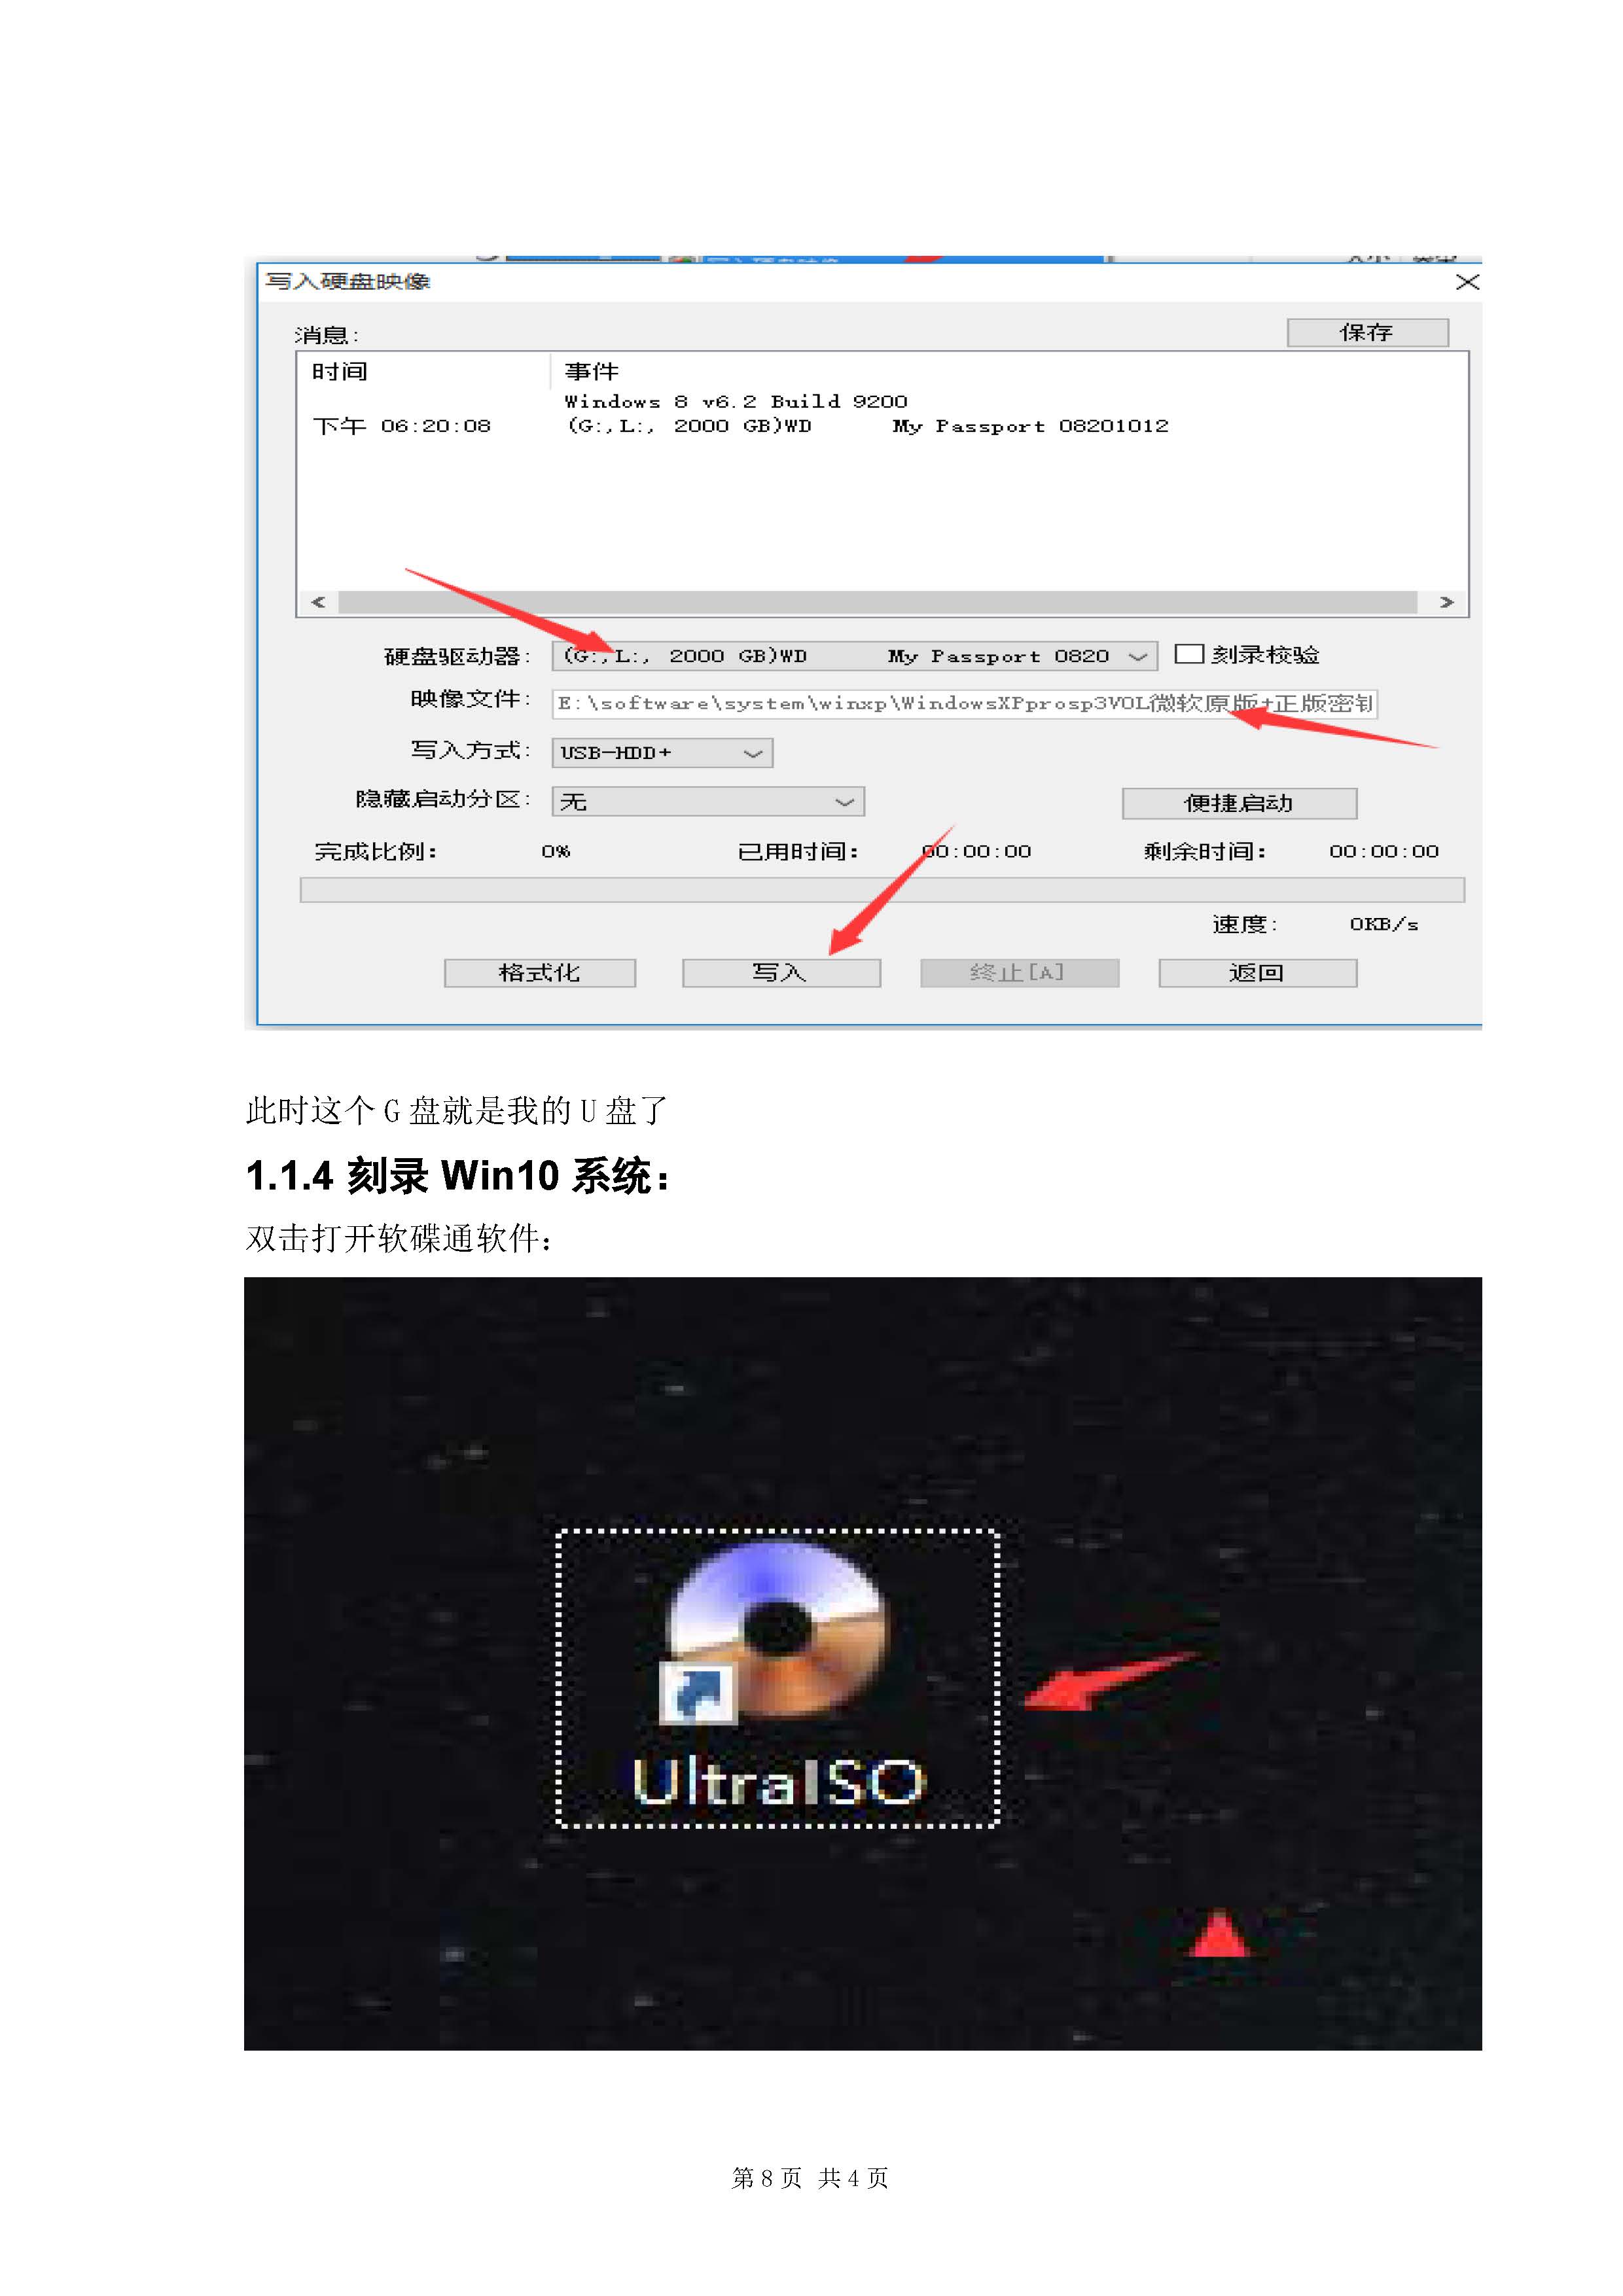 写入硬盘映像
消息:
保存
时间 事件
Windows 8 v6.2 Build 9200
下午 06:20:08 (G:,L:, 2000 GB)WD My Passport 08201012
硬盘驱动器: (G:,L:, 2000 GB)WD My Passport 0820 刻录校验
映像文件: E:\software\system\winxp\WindowsXPprosp3VOL微软原版+正版密钥
写入方式: USB-HDD+
隐藏启动分区: 无 便捷启动
完成比例: 0% 已用时间: 00:00:00 剩余时间: 00:00:00
速度: 0KB/s
格式化 写入 终止[A] 返回
此时这个 G 盘就是我的 U 盘了
1.1.4 刻录 Win10 系统:
双击打开软碟通软件:
UltraISO
第 8 页 共 4 页